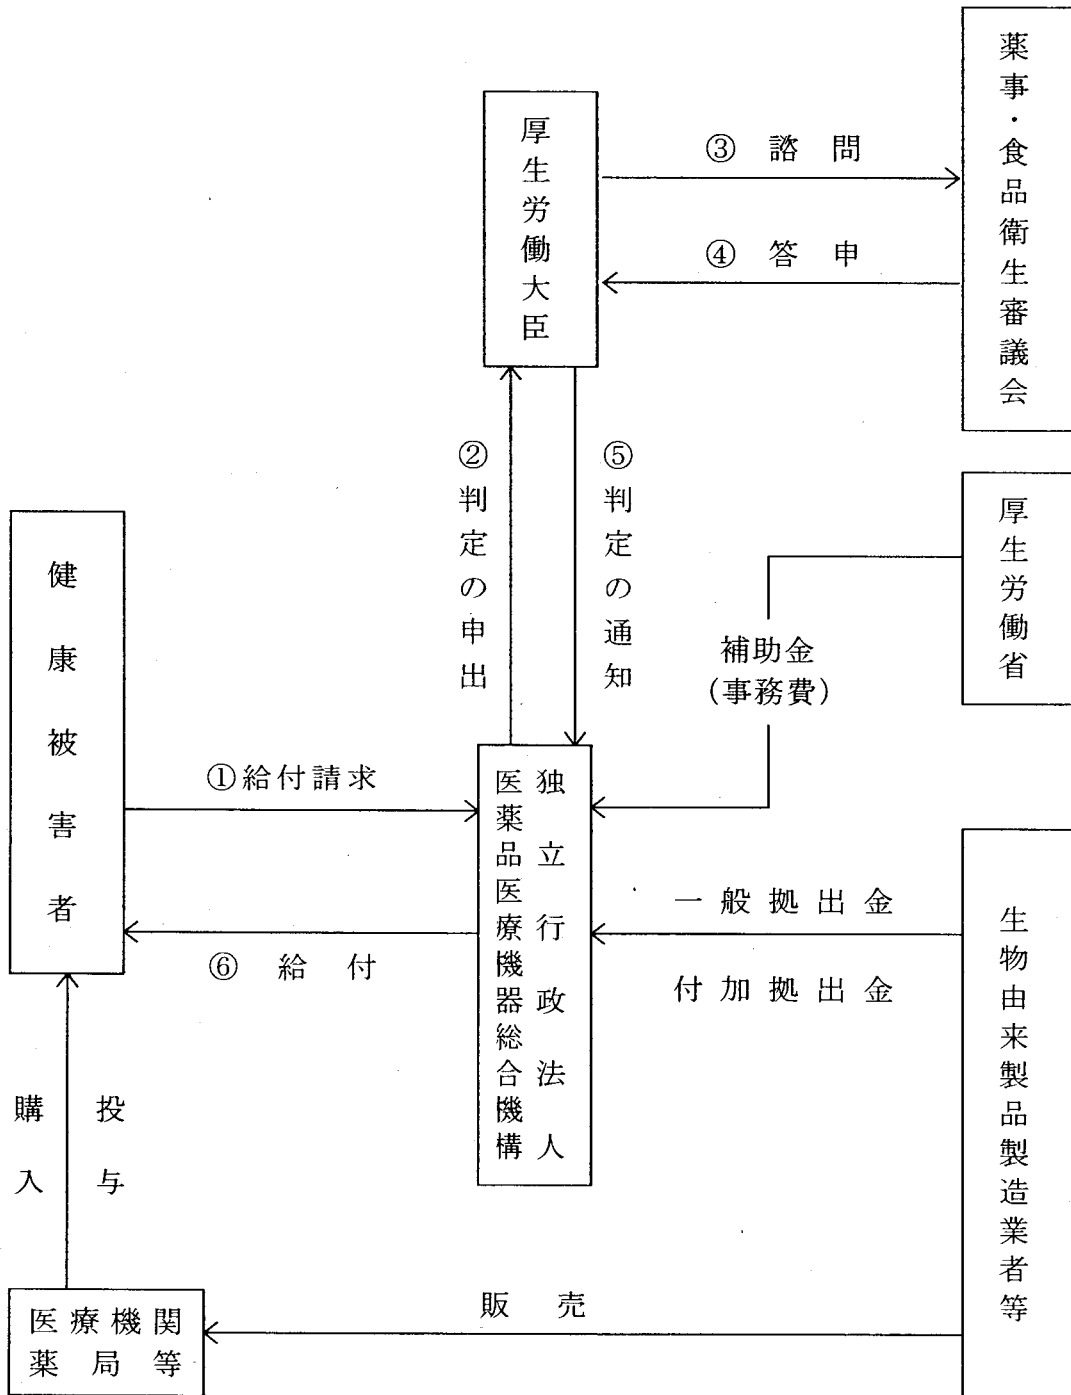 薬事・食品衛生審議会
厚生労働大臣
③ 諮問
④ 答申
②判定の申出
⑤判定の通知
厚生労働省
補助金
(事務費)
健康被害者
①給付請求
⑥ 給付
独立行政法人
医薬品医療機器総合機構
一般拠出金
付加拠出金
生物由来製品製造業者等
投与
購入
販売
医療機関
薬局等